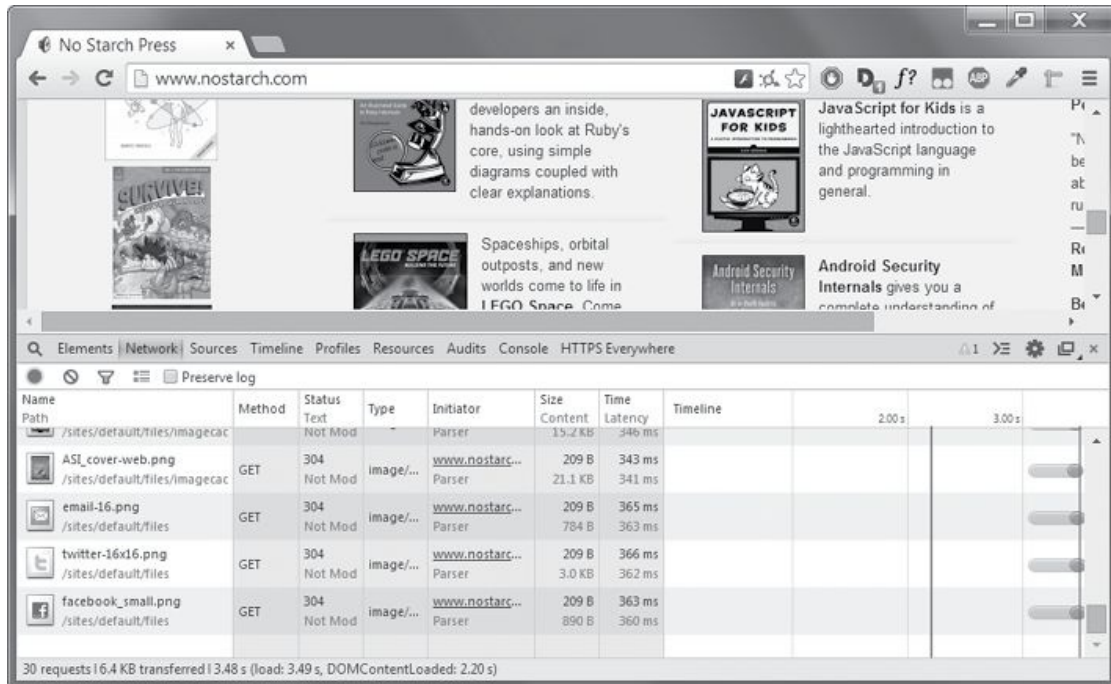 No Starch Press
www.nostarch.com
developers an inside,
hands-on look at Ruby's
core, using simple
diagrams coupled with
clear explanations.
JAVASCRIPT
FOR KIDS
JavaScript for Kids is a
lighthearted introduction to
the JavaScript language
and programming in
general.
SURVIVE!
LEGO SPACE
BUILDING THE FUTURE
Spaceships, orbital
outposts, and new
worlds come to life in
LEGO Space. Come
Android Security
Internals
Android Security
Internals gives you a
complete understanding of
Elements Network Sources Timeline Profiles Resources Audits Console HTTPS Everywhere 1
Preserve log
Name Method Status Type Initiator Size Time Timeline 2.00 s 3.00 s
Path Text Content Latency
/sites/default/files/imagecac Not Mod Parser 15.2 KB 346 ms
ASI_cover-web.png GET 304 image/... www.nostarc... 209 B 343 ms
/sites/default/files/imagecac Not Mod Parser 21.1 KB 341 ms
email-16.png GET 304 image/... www.nostarc... 209 B 365 ms
/sites/default/files Not Mod Parser 784 B 363 ms
twitter-16x16.png GET 304 image/... www.nostarc... 209 B 366 ms
/sites/default/files Not Mod Parser 3.0 KB 362 ms
facebook_small.png GET 304 image/... www.nostarc... 209 B 363 ms
/sites/default/files Not Mod Parser 890 B 360 ms
30 requests | 6.4 KB transferred | 3.48 s (load: 3.49 s, DOMContentLoaded: 2.20 s)